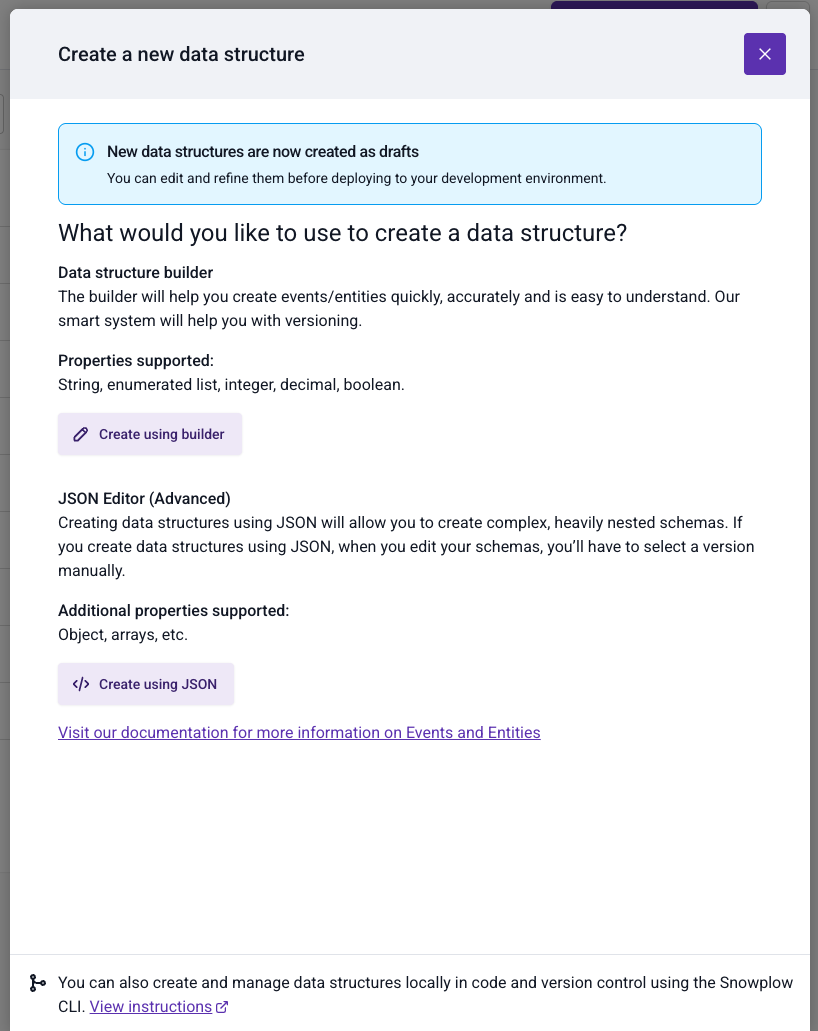 Create a new data structure
New data structures are now created as drafts
You can edit and refine them before deploying to your development environment.
What would you like to use to create a data structure?
Data structure builder
The builder will help you create events/entities quickly, accurately and is easy to understand. Our
smart system will help you with versioning.
Properties supported:
String, enumerated list, integer, decimal, boolean.
Create using builder
JSON Editor (Advanced)
Creating data structures using JSON will allow you to create complex, heavily nested schemas. If
you create data structures using JSON, when you edit your schemas, you’ll have to select a version
manually.
Additional properties supported:
Object, arrays, etc.
Create using JSON
Visit our documentation for more information on Events and Entities
You can also create and manage data structures locally in code and version control using the Snowplow
CLI. View instructions